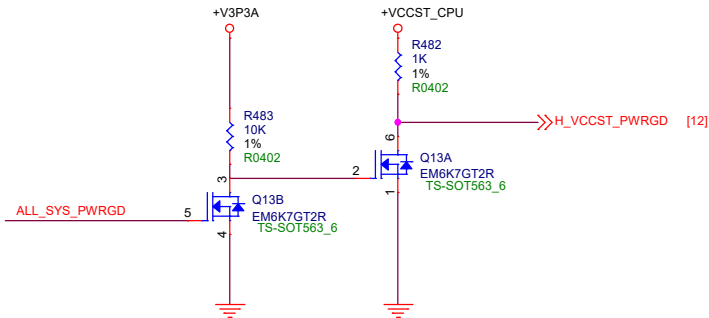 +V3P3A
+VCCST_CPU
R482
1K
1%
R0402
R483
10K
1%
R0402
H_VCCST_PWRGD [12]
6
2
Q13A
EM6K7GT2R
TS-SOT563_6
1
3
ALL_SYS_PWRGD
5
Q13B
EM6K7GT2R
TS-SOT563_6
4